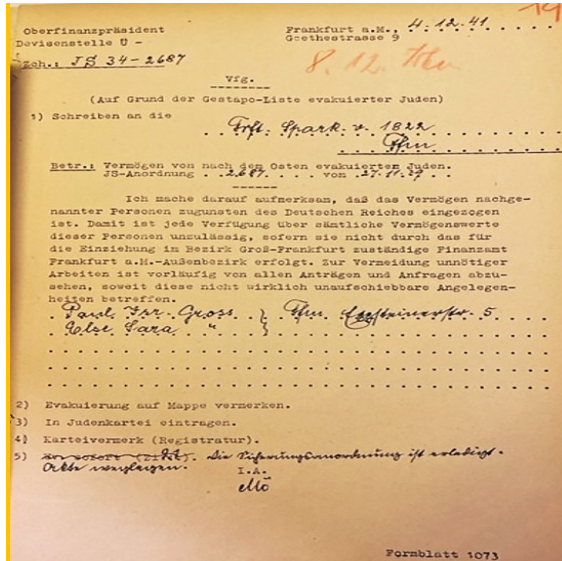 14
Oberfinanzpräsident
Devisenstelle Ü -
Frankfurt a.M., 4.12.41
Goethestrasse 9
Zch.: JS 34-2687
8.12.
Vfg.
(Auf Grund der Gestapo-Liste evakuierter Juden)
1) Schreiben an die
Frft. Spark. v. 1822
Ffm
Betr.: Vermögen von nach dem Osten evakuierten Juden.
JS-Anordnung . 2687 . . . . vom . 27.11.39 . .
Ich mache darauf aufmerksam, daß das Vermögen nachge-
nannter Personen zugunsten des Deutschen Reiches eingezogen
ist. Damit ist jede Verfügung über sämtliche Vermögenswerte
dieser Personen unzulässig, sofern sie nicht durch das für
die Einziehung im Bezirk Groß-Frankfurt zuständige Finanzamt
Frankfurt a.M.-Außenbezirk erfolgt. Zur Vermeidung unnötiger
Arbeiten ist vorläufig von allen Anträgen und Anfragen abzu-
sehen, soweit diese nicht wirklich unaufschiebbare Angelegen-
heiten betreffen.
Paul Isr. Gross } Ffm 5
Else Sara " }
2) Evakuierung auf Mappe vermerken.
3) In Judenkartei eintragen.
4) Karteivermerk (Registratur).
5) Die Sicherungsanordnung ist erledigt.
Akte weglegen.
I.A.
Mö
Formblatt 1073